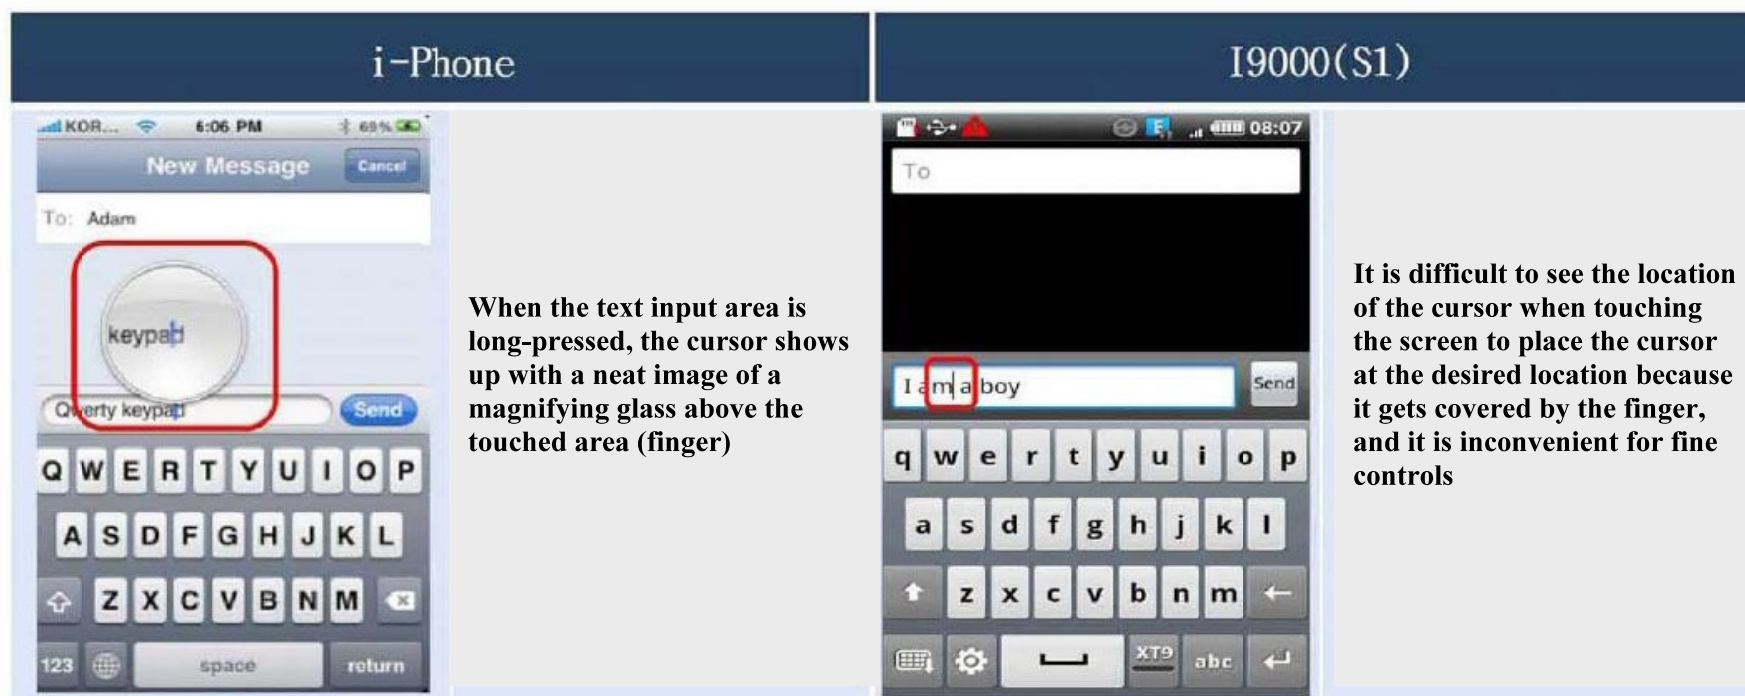 i-Phone
I9000(S1)
KOR... 6:06 PM 69%
New Message Cancel
To: Adam
keypad
Qwerty keypad Send
Q W E R T Y U I O P
A S D F G H J K L
Z X C V B N M
123 space return
When the text input area is
long-pressed, the cursor shows
up with a neat image of a
magnifying glass above the
touched area (finger)
08:07
To
I am a boy Send
q w e r t y u i o p
a s d f g h j k l
z x c v b n m
XT9 abc
It is difficult to see the location
of the cursor when touching
the screen to place the cursor
at the desired location because
it gets covered by the finger,
and it is inconvenient for fine
controls